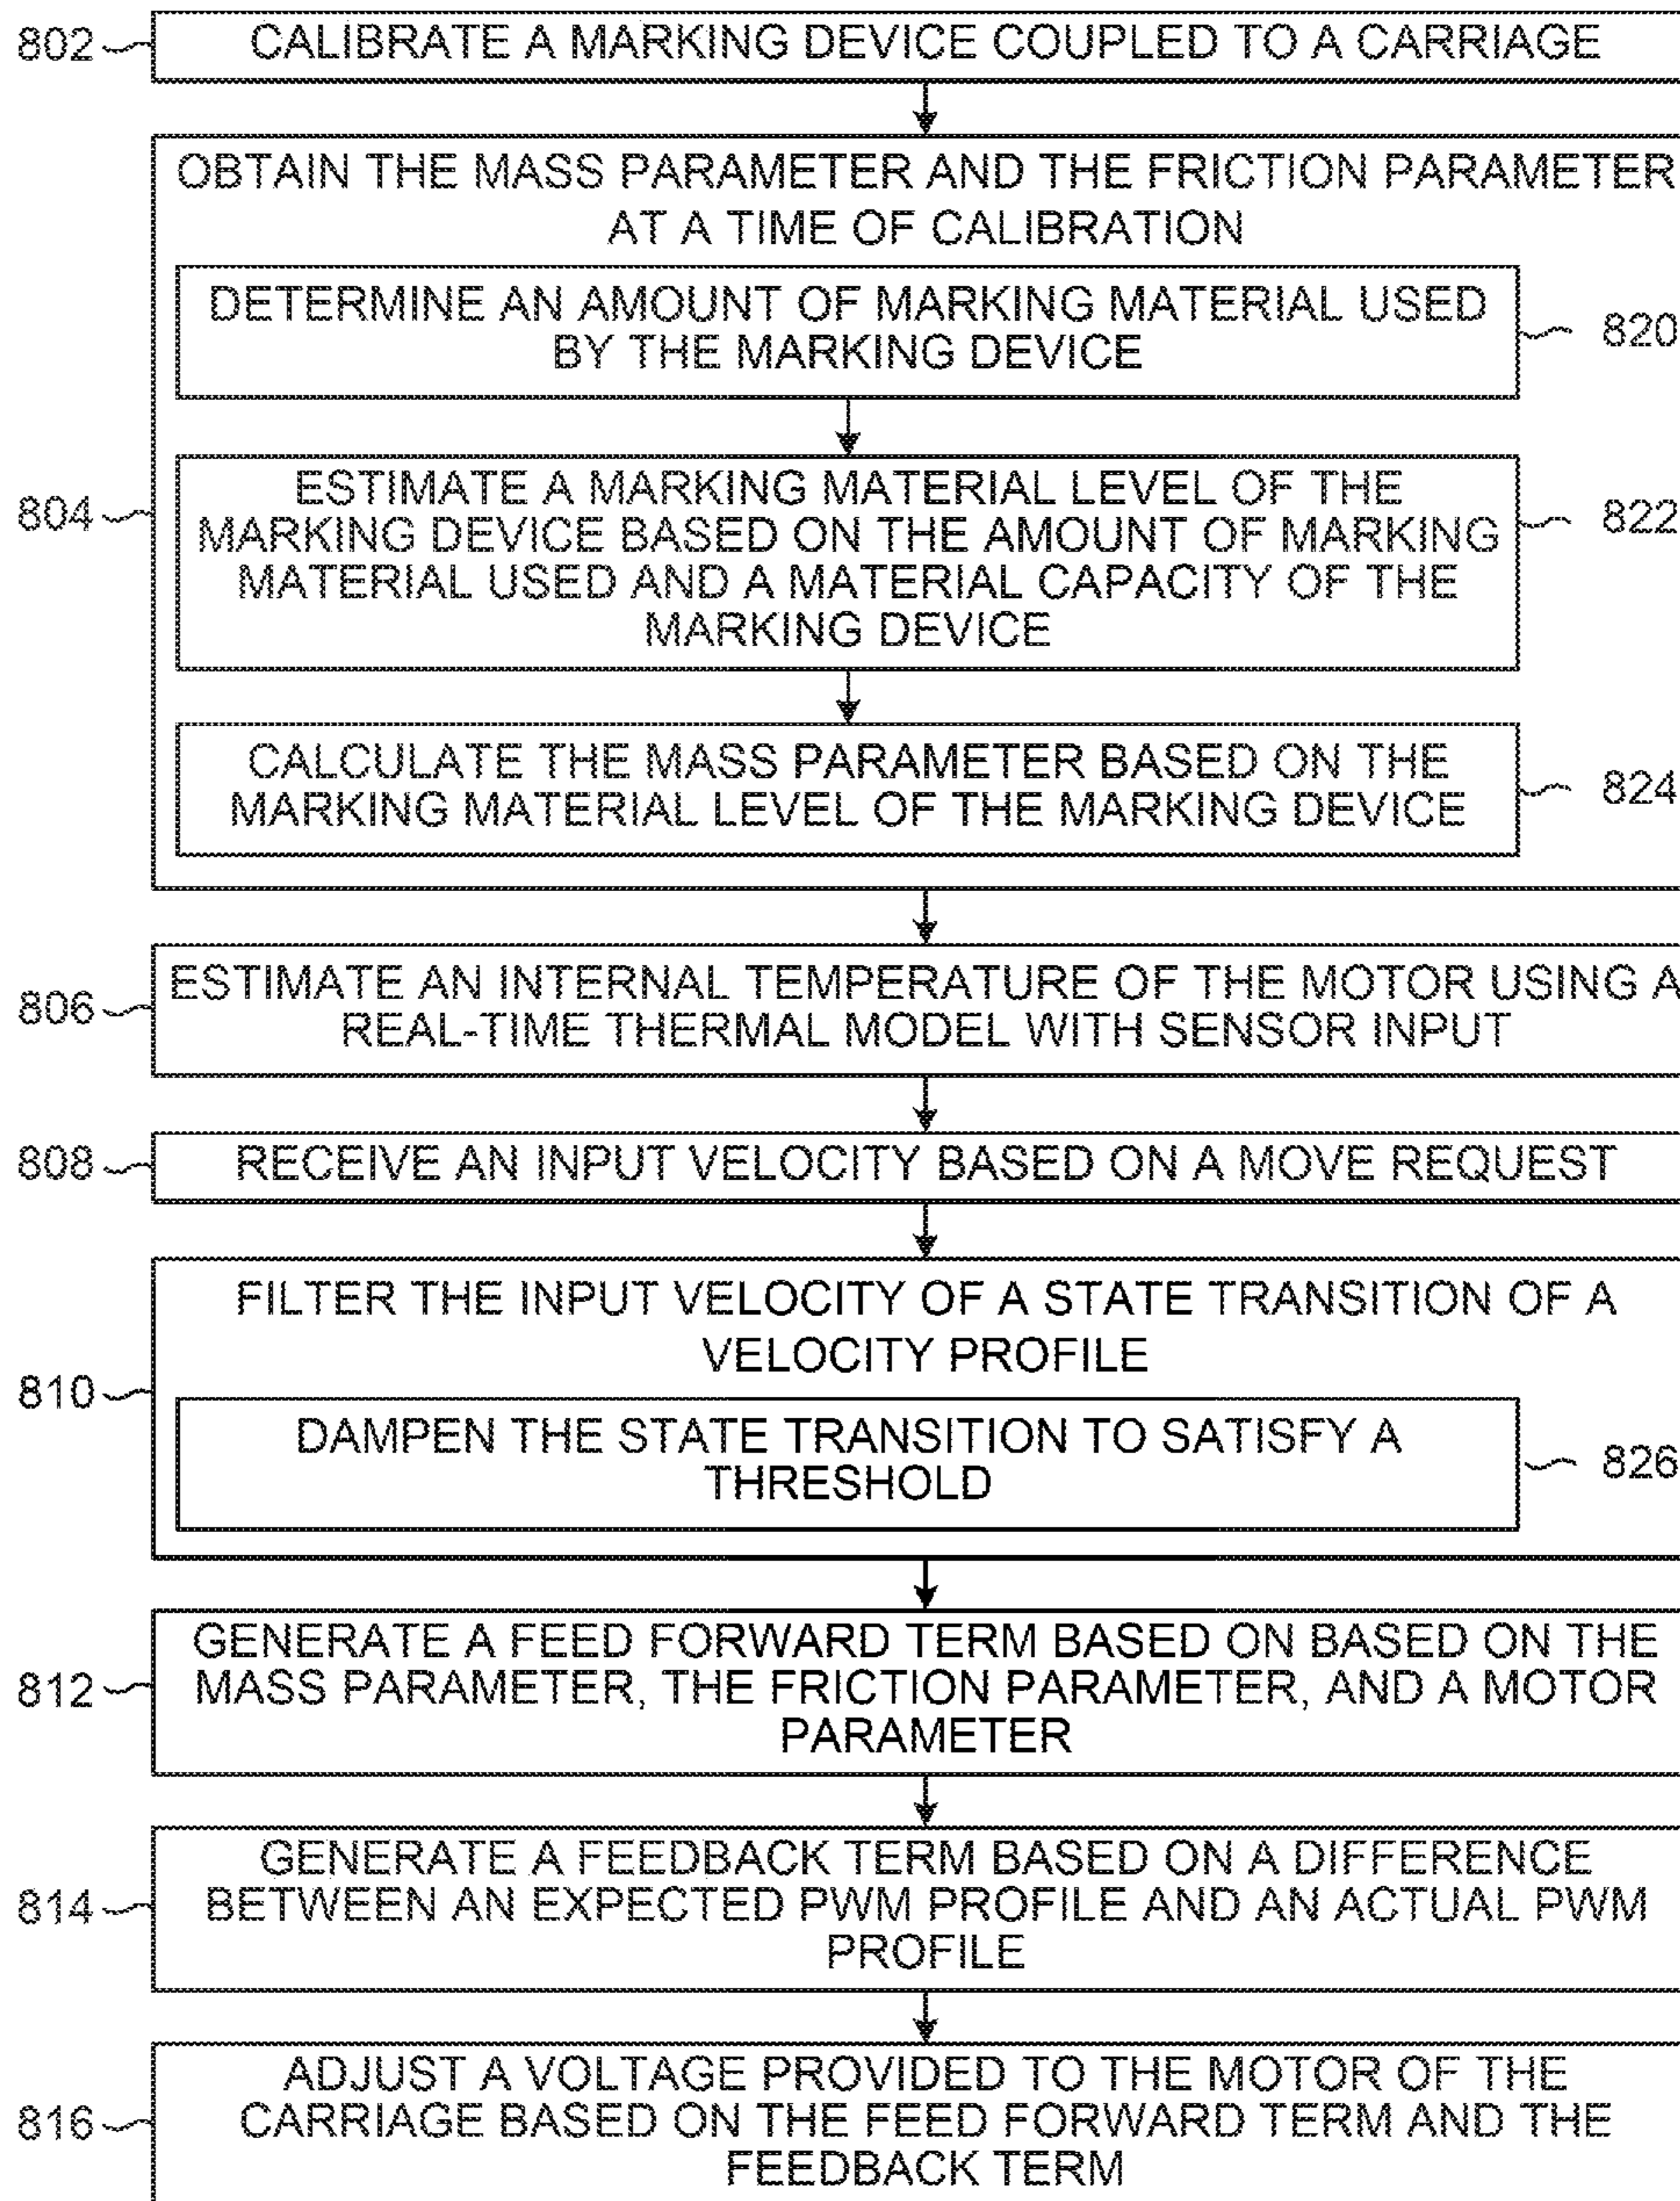 802
CALIBRATE A MARKING DEVICE COUPLED TO A CARRIAGE
OBTAIN THE MASS PARAMETER AND THE FRICTION PARAMETER
AT A TIME OF CALIBRATION
DETERMINE AN AMOUNT OF MARKING MATERIAL USED
BY THE MARKING DEVICE
820
804
ESTIMATE A MARKING MATERIAL LEVEL OF THE
MARKING DEVICE BASED ON THE AMOUNT OF MARKING
MATERIAL USED AND A MATERIAL CAPACITY OF THE
MARKING DEVICE
822
CALCULATE THE MASS PARAMETER BASED ON THE
MARKING MATERIAL LEVEL OF THE MARKING DEVICE
824
806
ESTIMATE AN INTERNAL TEMPERATURE OF THE MOTOR USING A
REAL-TIME THERMAL MODEL WITH SENSOR INPUT
808
RECEIVE AN INPUT VELOCITY BASED ON A MOVE REQUEST
810
FILTER THE INPUT VELOCITY OF A STATE TRANSITION OF A
VELOCITY PROFILE
DAMPEN THE STATE TRANSITION TO SATISFY A
THRESHOLD
826
812
GENERATE A FEED FORWARD TERM BASED ON BASED ON THE
MASS PARAMETER, THE FRICTION PARAMETER, AND A MOTOR
PARAMETER
814
GENERATE A FEEDBACK TERM BASED ON A DIFFERENCE
BETWEEN AN EXPECTED PWM PROFILE AND AN ACTUAL PWM
PROFILE
816
ADJUST A VOLTAGE PROVIDED TO THE MOTOR OF THE
CARRIAGE BASED ON THE FEED FORWARD TERM AND THE
FEEDBACK TERM